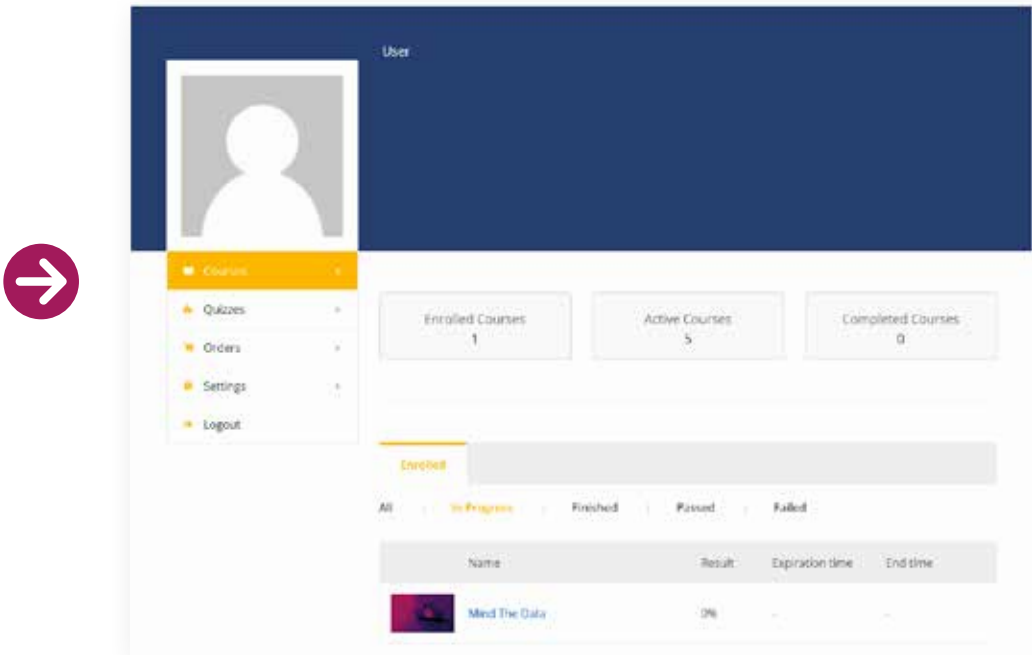 User
Courses
Quizzes
Orders
Settings
Logout
Enrolled Courses
1
Active Courses
5
Completed Courses
0
Enrolled
All In Progress Finished Passed Failed
Name Result Expiration time End time
Mind The Data 0% - -